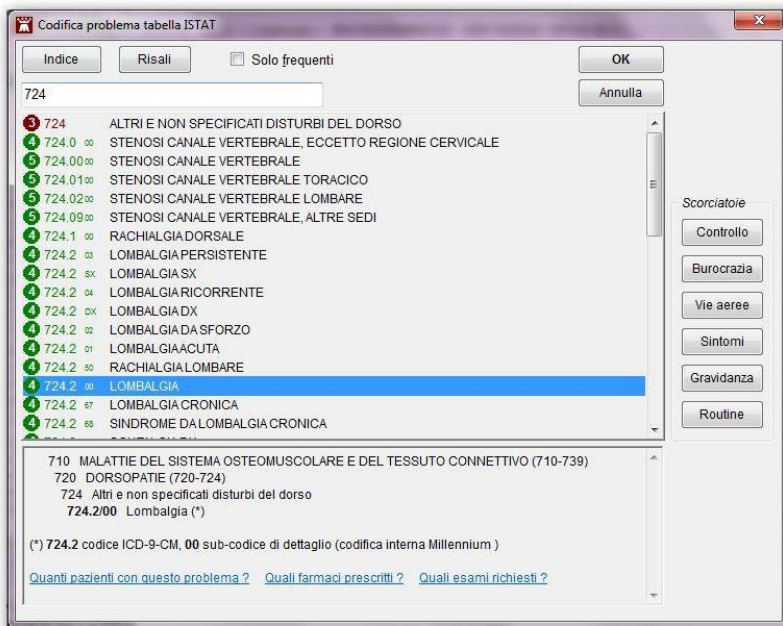 Codifica problema tabella ISTAT
Indice Risali Solo frequenti OK
724 Annulla
3 724 ALTRI E NON SPECIFICATI DISTURBI DEL DORSO
4 724.0 00 STENOSI CANALE VERTEBRALE, ECCETTO REGIONE CERVICALE
5 724.00 00 STENOSI CANALE VERTEBRALE
5 724.01 00 STENOSI CANALE VERTEBRALE TORACICO
5 724.02 00 STENOSI CANALE VERTEBRALE LOMBARE
5 724.09 00 STENOSI CANALE VERTEBRALE, ALTRE SEDI
4 724.1 00 RACHIALGIA DORSALE
4 724.2 03 LOMBALGIA PERSISTENTE
4 724.2 SX LOMBALGIA SX
4 724.2 04 LOMBALGIA RICORRENTE
4 724.2 DX LOMBALGIA DX
4 724.2 02 LOMBALGIA DA SFORZO
4 724.2 01 LOMBALGIA ACUTA
4 724.2 50 RACHIALGIA LOMBARE
4 724.2 00 LOMBALGIA
4 724.2 67 LOMBALGIA CRONICA
4 724.2 68 SINDROME DA LOMBALGIA CRONICA
Scorciatoie
Controllo
Burocrazia
Vie aeree
Sintomi
Gravidanza
Routine
710 MALATTIE DEL SISTEMA OSTEOMUSCOLARE E DEL TESSUTO CONNETTIVO (710-739)
720 DORSOPATIE (720-724)
724 Altri e non specificati disturbi del dorso
724.2/00 Lombalgia (*)
(*) 724.2 codice ICD-9-CM, 00 sub-codice di dettaglio (codifica interna Millennium )
Quanti pazienti con questo problema ? Quali farmaci prescritti ? Quali esami richiesti ?